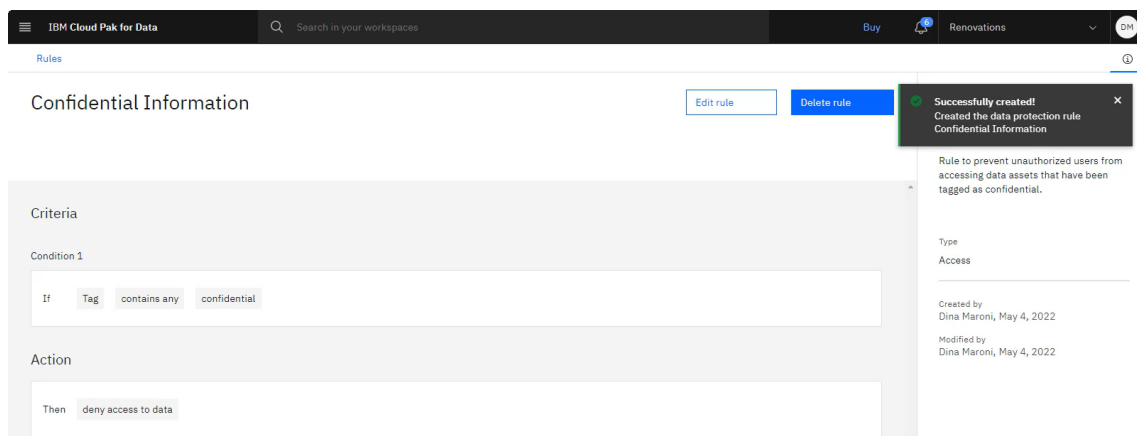 IBM Cloud Pak for Data
Search in your workspaces
Buy
6
Renovations
DM
Rules
Confidential Information
Edit rule
Delete rule
Successfully created!
Created the data protection rule
Confidential Information
Rule to prevent unauthorized users from
accessing data assets that have been
tagged as confidential.
Criteria
Condition 1
If Tag contains any confidential
Action
Then deny access to data
Type
Access
Created by
Dina Maroni, May 4, 2022
Modified by
Dina Maroni, May 4, 2022